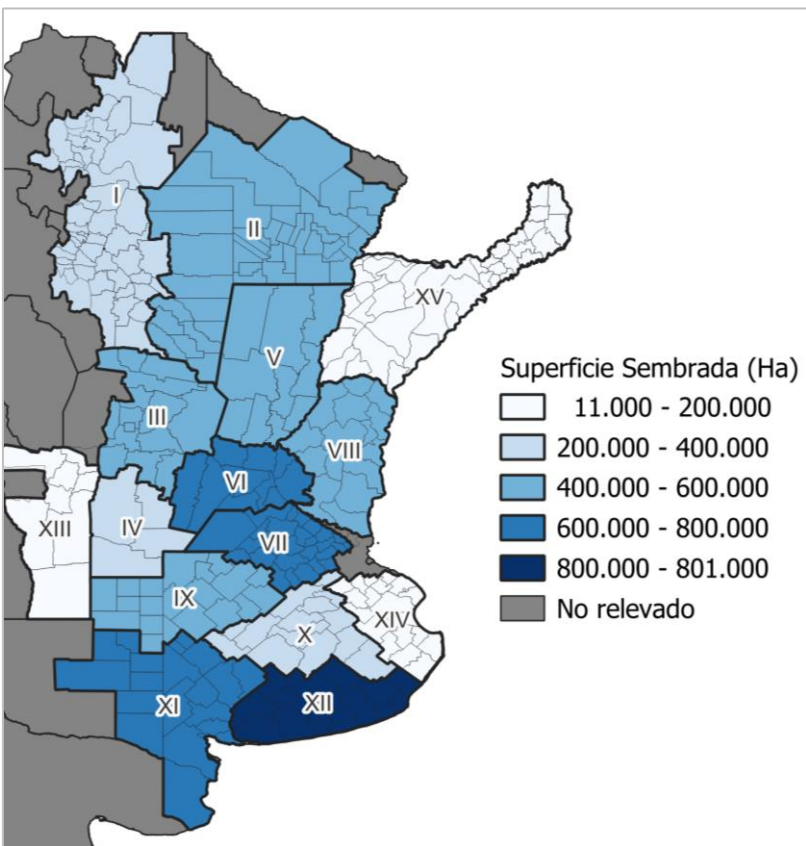 I
II
XV
V
III
VIII
VI
XIII
IV
VII
IX
XIV
X
XI
XII
Superficie Sembrada (Ha)
11.000 - 200.000
200.000 - 400.000
400.000 - 600.000
600.000 - 800.000
800.000 - 801.000
No relevado